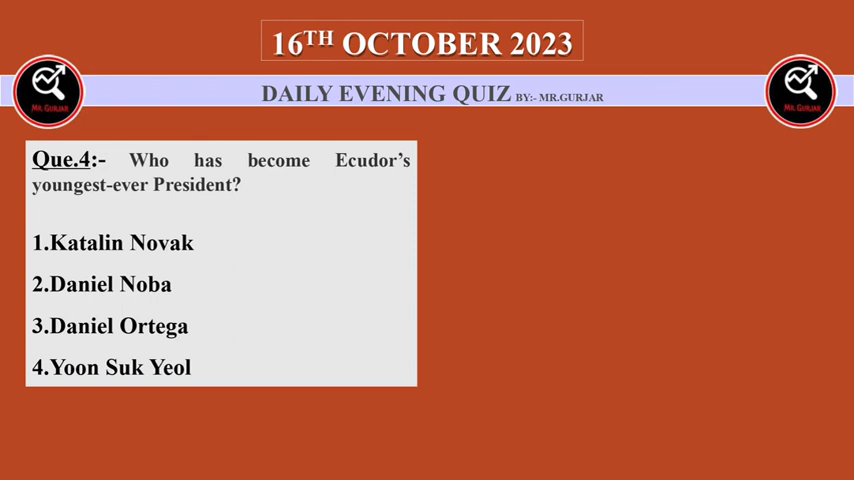 16TH OCTOBER 2023
DAILY EVENING QUIZ BY:- MR.GURJAR
MR.GURJAR
MR.GURJAR
Que.4:- Who has become Ecudor's
youngest-ever President?
1.Katalin Novak
2.Daniel Noba
3.Daniel Ortega
4.Yoon Suk Yeol